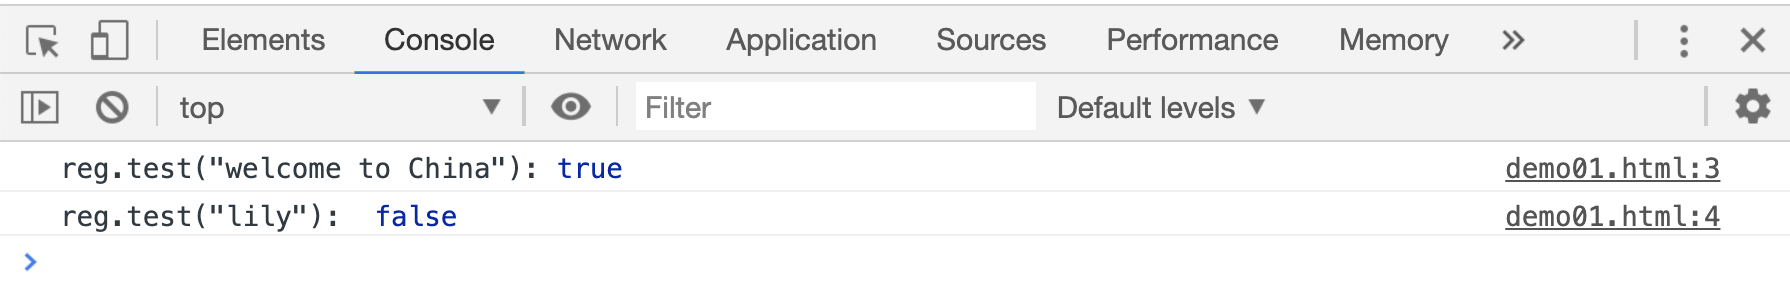 Elements Console Network Application Sources Performance Memory
top Filter Default levels
reg.test("welcome to China"): true demo01.html:3
reg.test("lily"):  false demo01.html:4